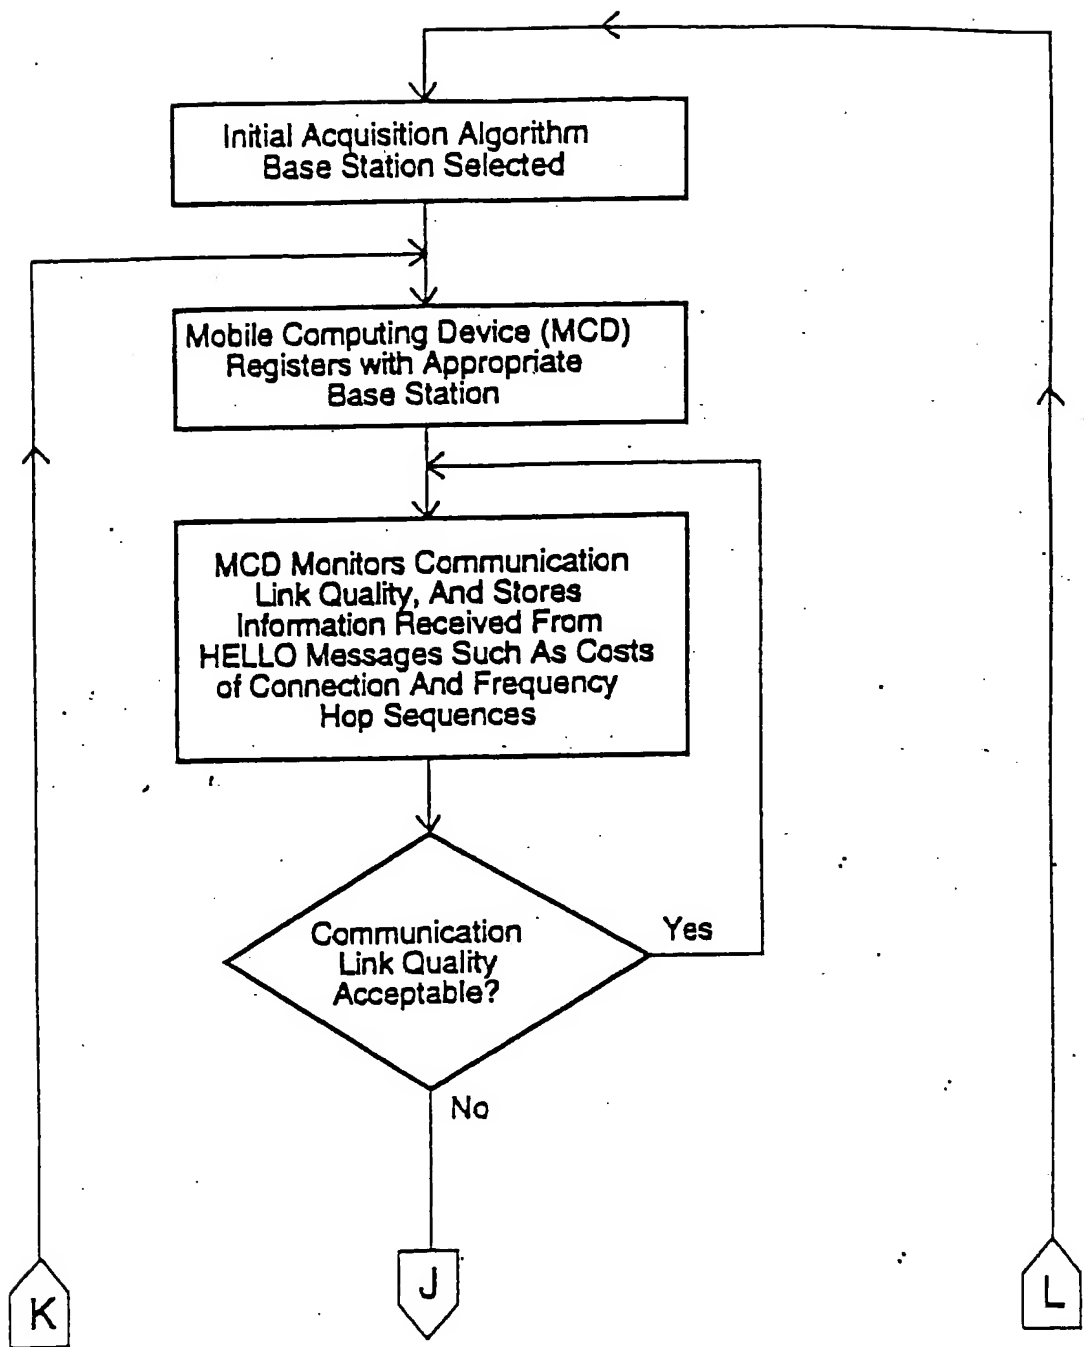 Initial Acquisition Algorithm
Base Station Selected
Mobile Computing Device (MCD)
Registers with Appropriate
Base Station
MCD Monitors Communication
Link Quality, And Stores
Information Received From
HELLO Messages Such As Costs
of Connection And Frequency
Hop Sequences
Communication
Link Quality
Acceptable?
Yes
No
K
J
L